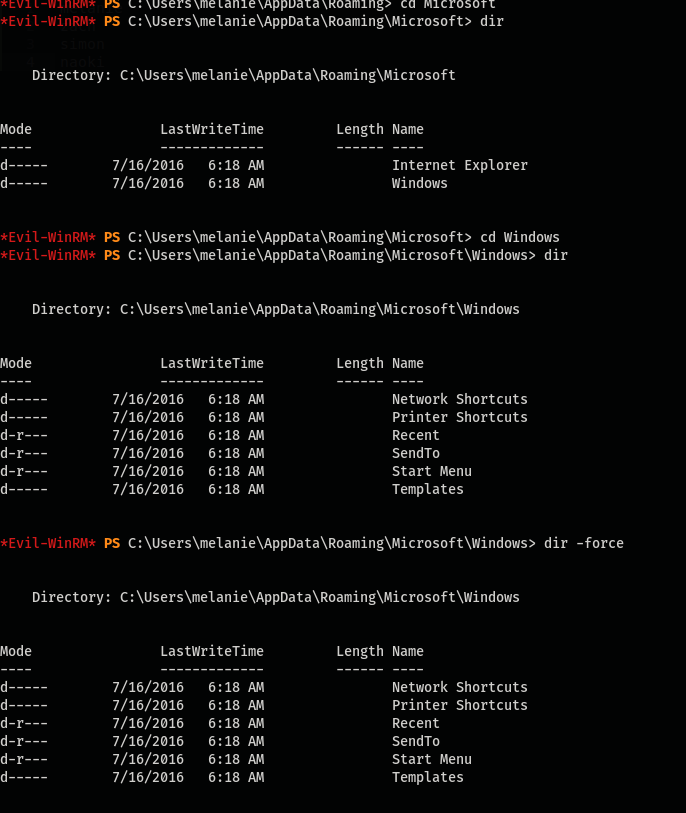 *Evil-WinRM* PS C:\Users\melanie\AppData\Roaming> cd Microsoft
*Evil-WinRM* PS C:\Users\melanie\AppData\Roaming\Microsoft> dir
simon
naoki
    Directory: C:\Users\melanie\AppData\Roaming\Microsoft
Mode                LastWriteTime         Length Name
----                -------------         ------ ----
d-----        7/16/2016   6:18 AM                Internet Explorer
d-----        7/16/2016   6:18 AM                Windows
*Evil-WinRM* PS C:\Users\melanie\AppData\Roaming\Microsoft> cd Windows
*Evil-WinRM* PS C:\Users\melanie\AppData\Roaming\Microsoft\Windows> dir
    Directory: C:\Users\melanie\AppData\Roaming\Microsoft\Windows
Mode                LastWriteTime         Length Name
----                -------------         ------ ----
d-----        7/16/2016   6:18 AM                Network Shortcuts
d-----        7/16/2016   6:18 AM                Printer Shortcuts
d-r---        7/16/2016   6:18 AM                Recent
d-r---        7/16/2016   6:18 AM                SendTo
d-r---        7/16/2016   6:18 AM                Start Menu
d-----        7/16/2016   6:18 AM                Templates
*Evil-WinRM* PS C:\Users\melanie\AppData\Roaming\Microsoft\Windows> dir -force
    Directory: C:\Users\melanie\AppData\Roaming\Microsoft\Windows
Mode                LastWriteTime         Length Name
----                -------------         ------ ----
d-----        7/16/2016   6:18 AM                Network Shortcuts
d-----        7/16/2016   6:18 AM                Printer Shortcuts
d-r---        7/16/2016   6:18 AM                Recent
d-r---        7/16/2016   6:18 AM                SendTo
d-r---        7/16/2016   6:18 AM                Start Menu
d-----        7/16/2016   6:18 AM                Templates